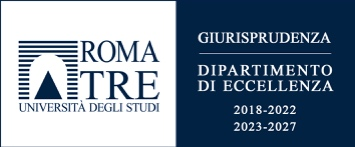 ROMA
TRE
UNIVERSITÀ DEGLI STUDI
GIURISPRUDENZA
DIPARTIMENTO
DI ECCELLENZA
2018-2022
2023-2027